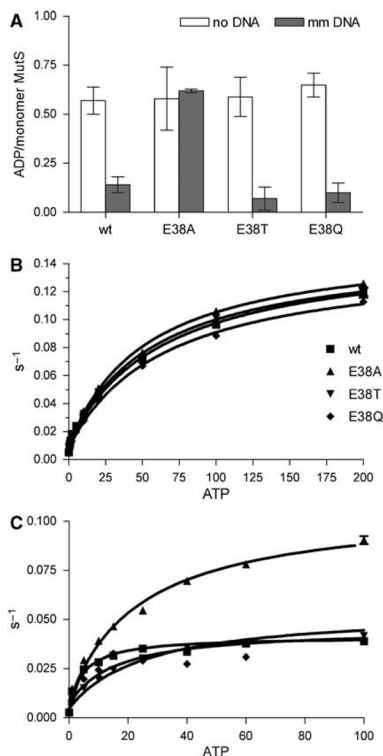 A
no DNA mm DNA
ADP/monomer MutS
0.75
0.50
0.25
0.00
wt E38A E38T E38Q
B
s⁻¹
0.14
0.12
0.10
0.08
0.06
0.04
0.02
0.00
wt
E38A
E38T
E38Q
0 25 50 75 100 125 150 175 200
ATP
C
s⁻¹
0.100
0.075
0.050
0.025
0.000
0 20 40 60 80 100
ATP